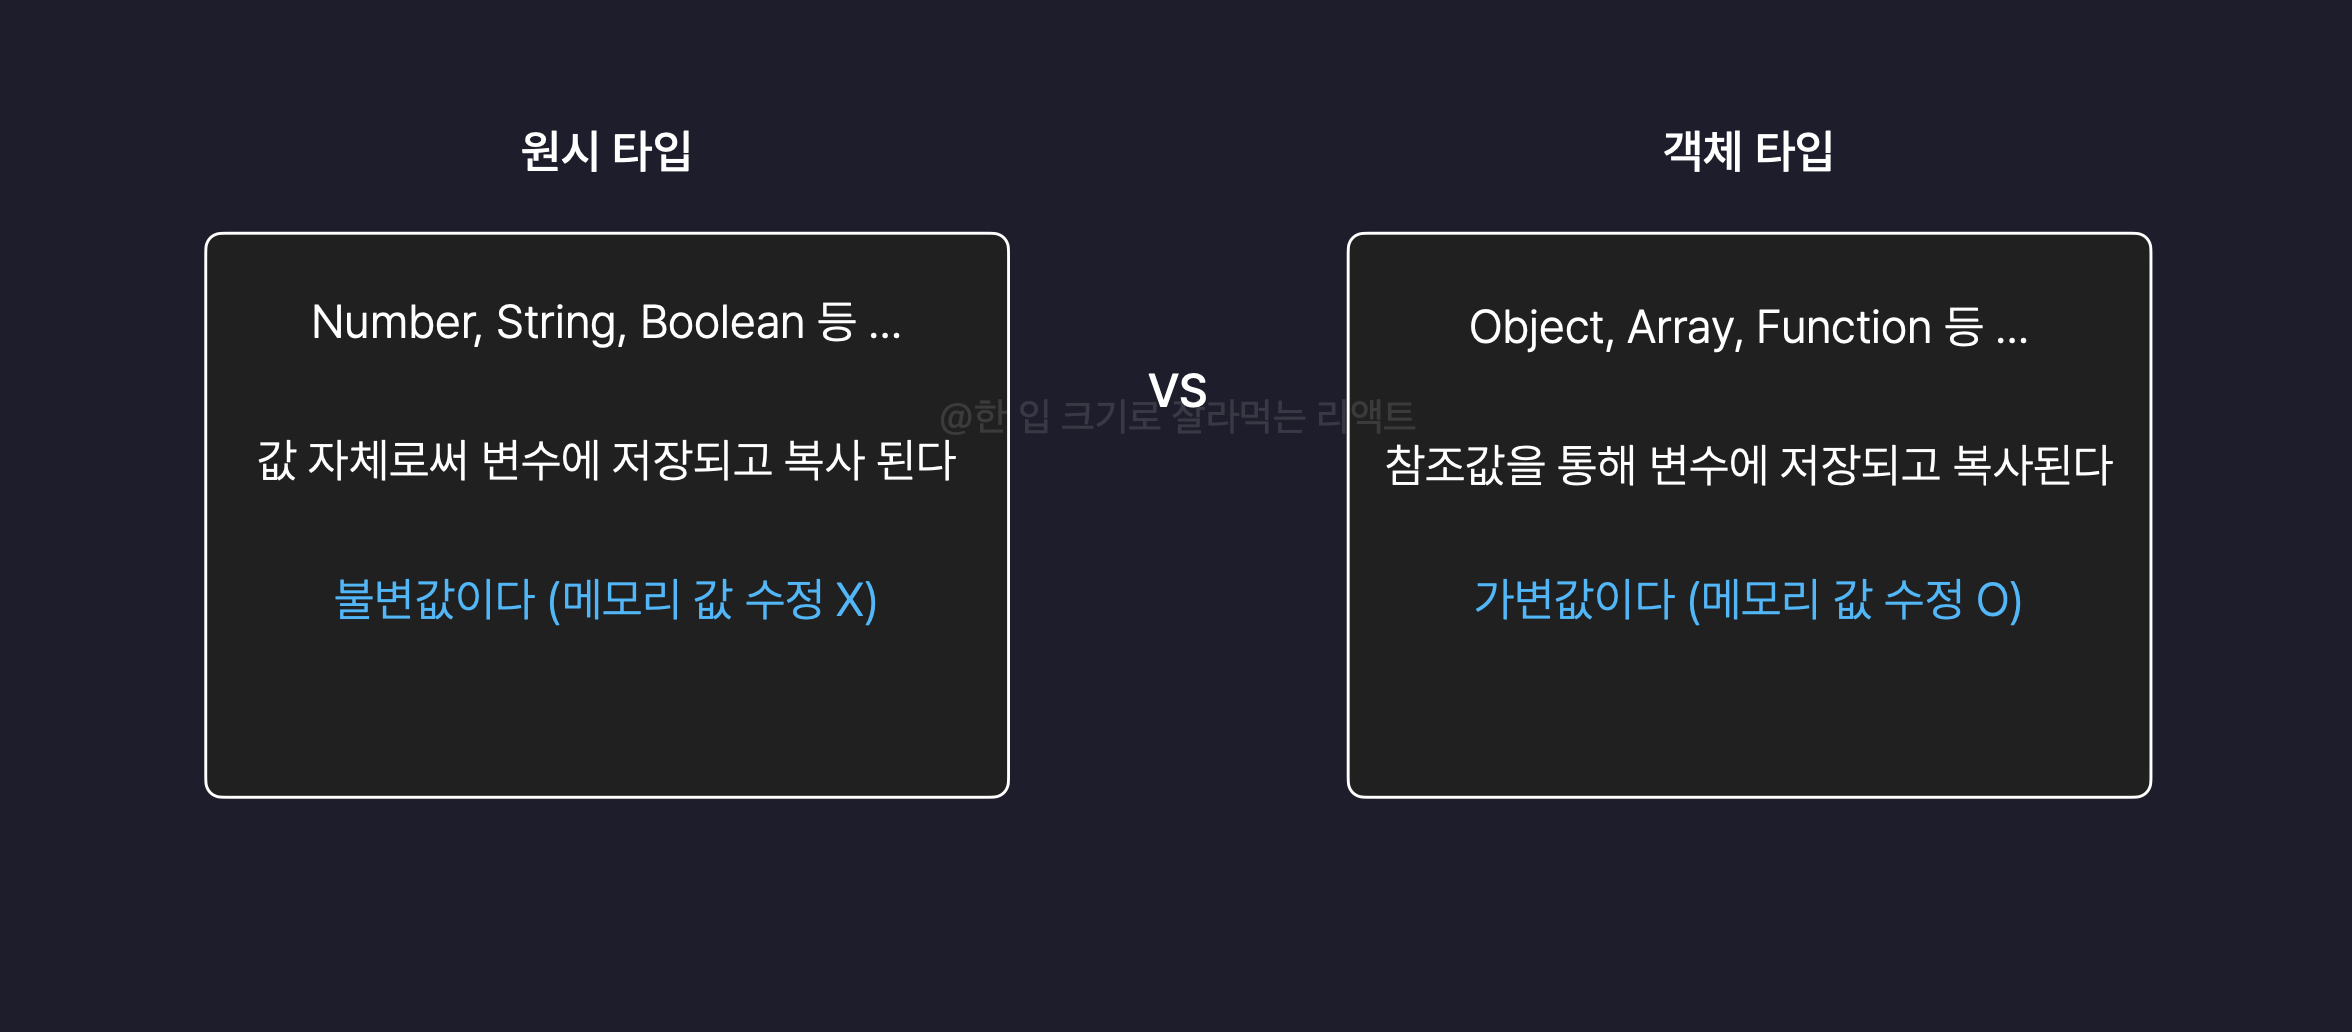 원시 타입
Number, String, Boolean 등 ...
값 자체로써 변수에 저장되고 복사 된다
불변값이다 (메모리 값 수정 X)
VS
@한 입 크기로 잘라먹는 리액트
객체 타입
Object, Array, Function 등 ...
참조값을 통해 변수에 저장되고 복사된다
가변값이다 (메모리 값 수정 O)